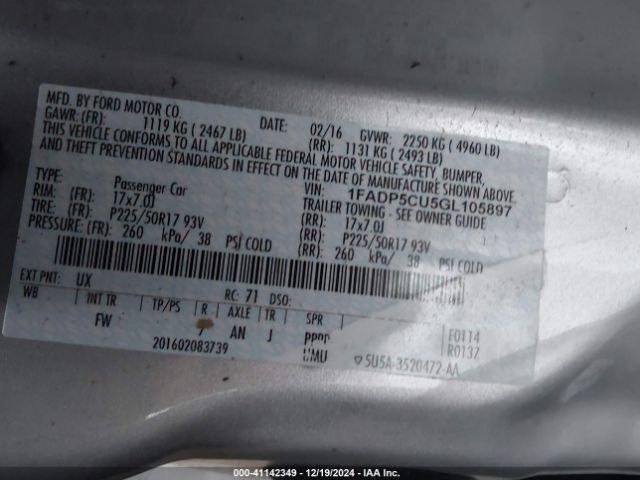 MFD. BY FORD MOTOR CO.
DATE: 02/16 GVWR: 2250 KG ( 4960 LB)
GAWR: (FR): 1119 KG ( 2467 LB) (RR): 1131 KG ( 2493 LB)
THIS VEHICLE CONFORMS TO ALL APPLICABLE FEDERAL MOTOR VEHICLE SAFETY, BUMPER,
AND THEFT PREVENTION STANDARDS IN EFFECT ON THE DATE OF MANUFACTURE SHOWN ABOVE.
VIN: 1FADP5CU5GL105897
TYPE: Passenger Car TRAILER TOWING - SEE OWNER GUIDE
RIM: (FR): 17x7.0J (RR): 17x7.0J
TIRE: (FR): P225/50R17 93V (RR): P225/50R17 93V
PRESSURE: (FR): 260 kPa/ 38 PSI COLD (RR): 260 kPa/ 38 PSI COLD
EXT PNT: UX RC: 71 DSO:
WB INT TR TP/PS R AXLE TR SPR
FW AN J F0114
R0137
201602083739 5U5A-3520472-AA
000-41142349 - 12/19/2024 - IAA Inc.